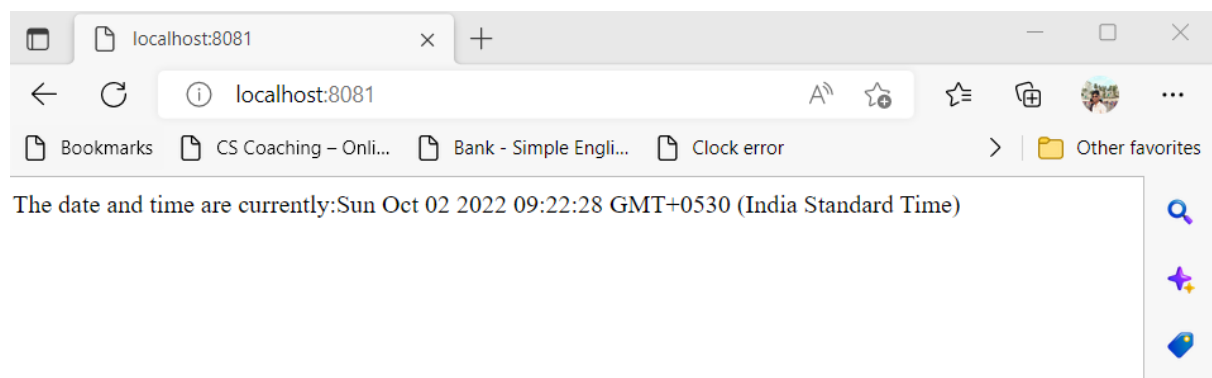 localhost:8081
localhost:8081
Bookmarks CS Coaching – Onli... Bank - Simple Engli... Clock error Other favorites
The date and time are currently:Sun Oct 02 2022 09:22:28 GMT+0530 (India Standard Time)